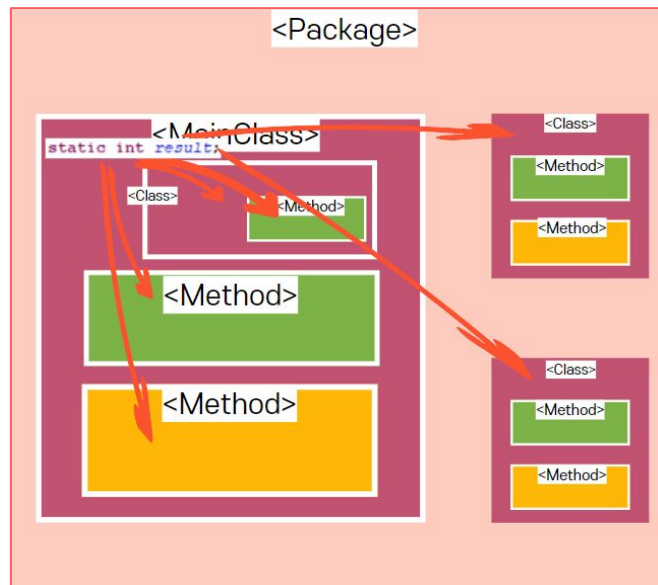 <Package>
<MainClass>
static int result;
<Class>
<Method>
<Method>
<Method>
<Class>
<Method>
<Method>
<Class>
<Method>
<Method>